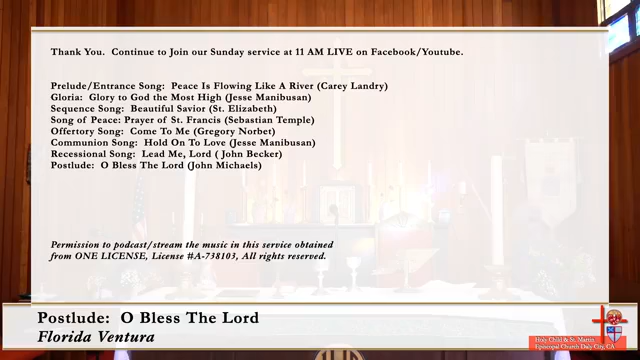 Thank You.  Continue to Join our Sunday service at 11 AM LIVE on Facebook/Youtube.
Prelude/Entrance Song:  Peace Is Flowing Like A River (Carey Landry)
Gloria:  Glory to God the Most High (Jesse Manibusan)
Sequence Song:  Beautiful Savior (St. Elizabeth)
Song of Peace: Prayer of St. Francis (Sebastian Temple)
Offertory Song:  Come To Me (Gregory Norbet)
Communion Song:  Hold On To Love (Jesse Manibusan)
Recessional Song:  Lead Me, Lord ( John Becker)
Postlude:  O Bless The Lord (John Michaels)
Permission to podcast/stream the music in this service obtained
from ONE LICENSE, License #A-738103, All rights reserved.
Postlude:  O Bless The Lord
Florida Ventura
Holy Child & St. Martin
Episcopal Church Daly City, CA